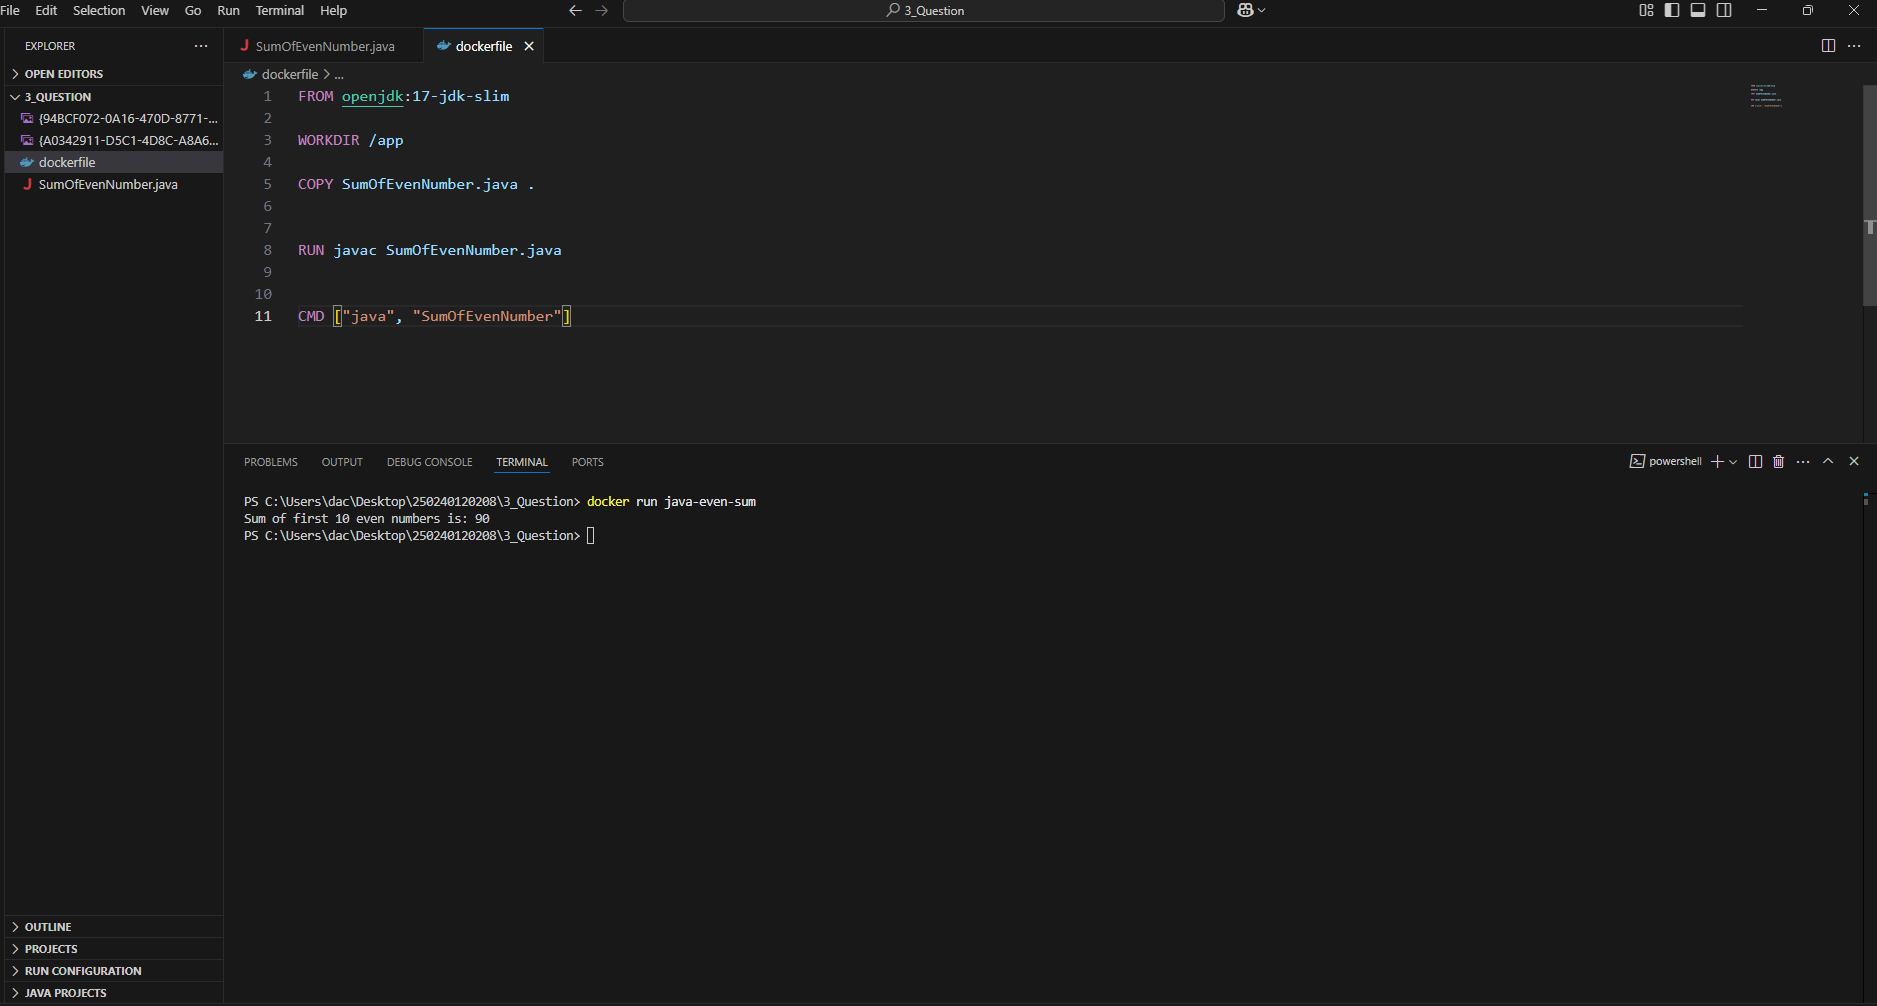 File Edit Selection View Go Run Terminal Help
3_Question
EXPLORER
OPEN EDITORS
3_QUESTION
{94BCF072-0A16-470D-8771-...
{A0342911-D5C1-4D8C-A8A6...
dockerfile
SumOfEvenNumber.java
SumOfEvenNumber.java dockerfile
dockerfile > ...
1 FROM openjdk:17-jdk-slim
2
3 WORKDIR /app
4
5 COPY SumOfEvenNumber.java .
6
7
8 RUN javac SumOfEvenNumber.java
9
10
11 CMD ["java", "SumOfEvenNumber"]
PROBLEMS OUTPUT DEBUG CONSOLE TERMINAL PORTS
powershell
PS C:\Users\dac\Desktop\250240120208\3_Question> docker run java-even-sum
Sum of first 10 even numbers is: 90
PS C:\Users\dac\Desktop\250240120208\3_Question>
OUTLINE
PROJECTS
RUN CONFIGURATION
JAVA PROJECTS